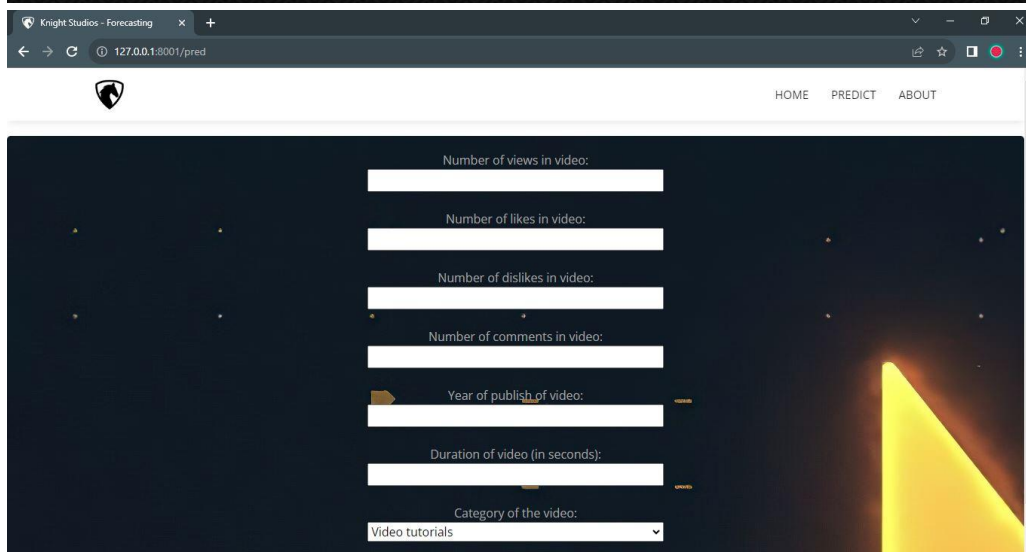 Knight Studios - Forecasting
127.0.0.1:8001/pred
HOME PREDICT ABOUT
Number of views in video:
Number of likes in video:
Number of dislikes in video:
Number of comments in video:
Year of publish of video:
Duration of video (in seconds):
Category of the video:
Video tutorials